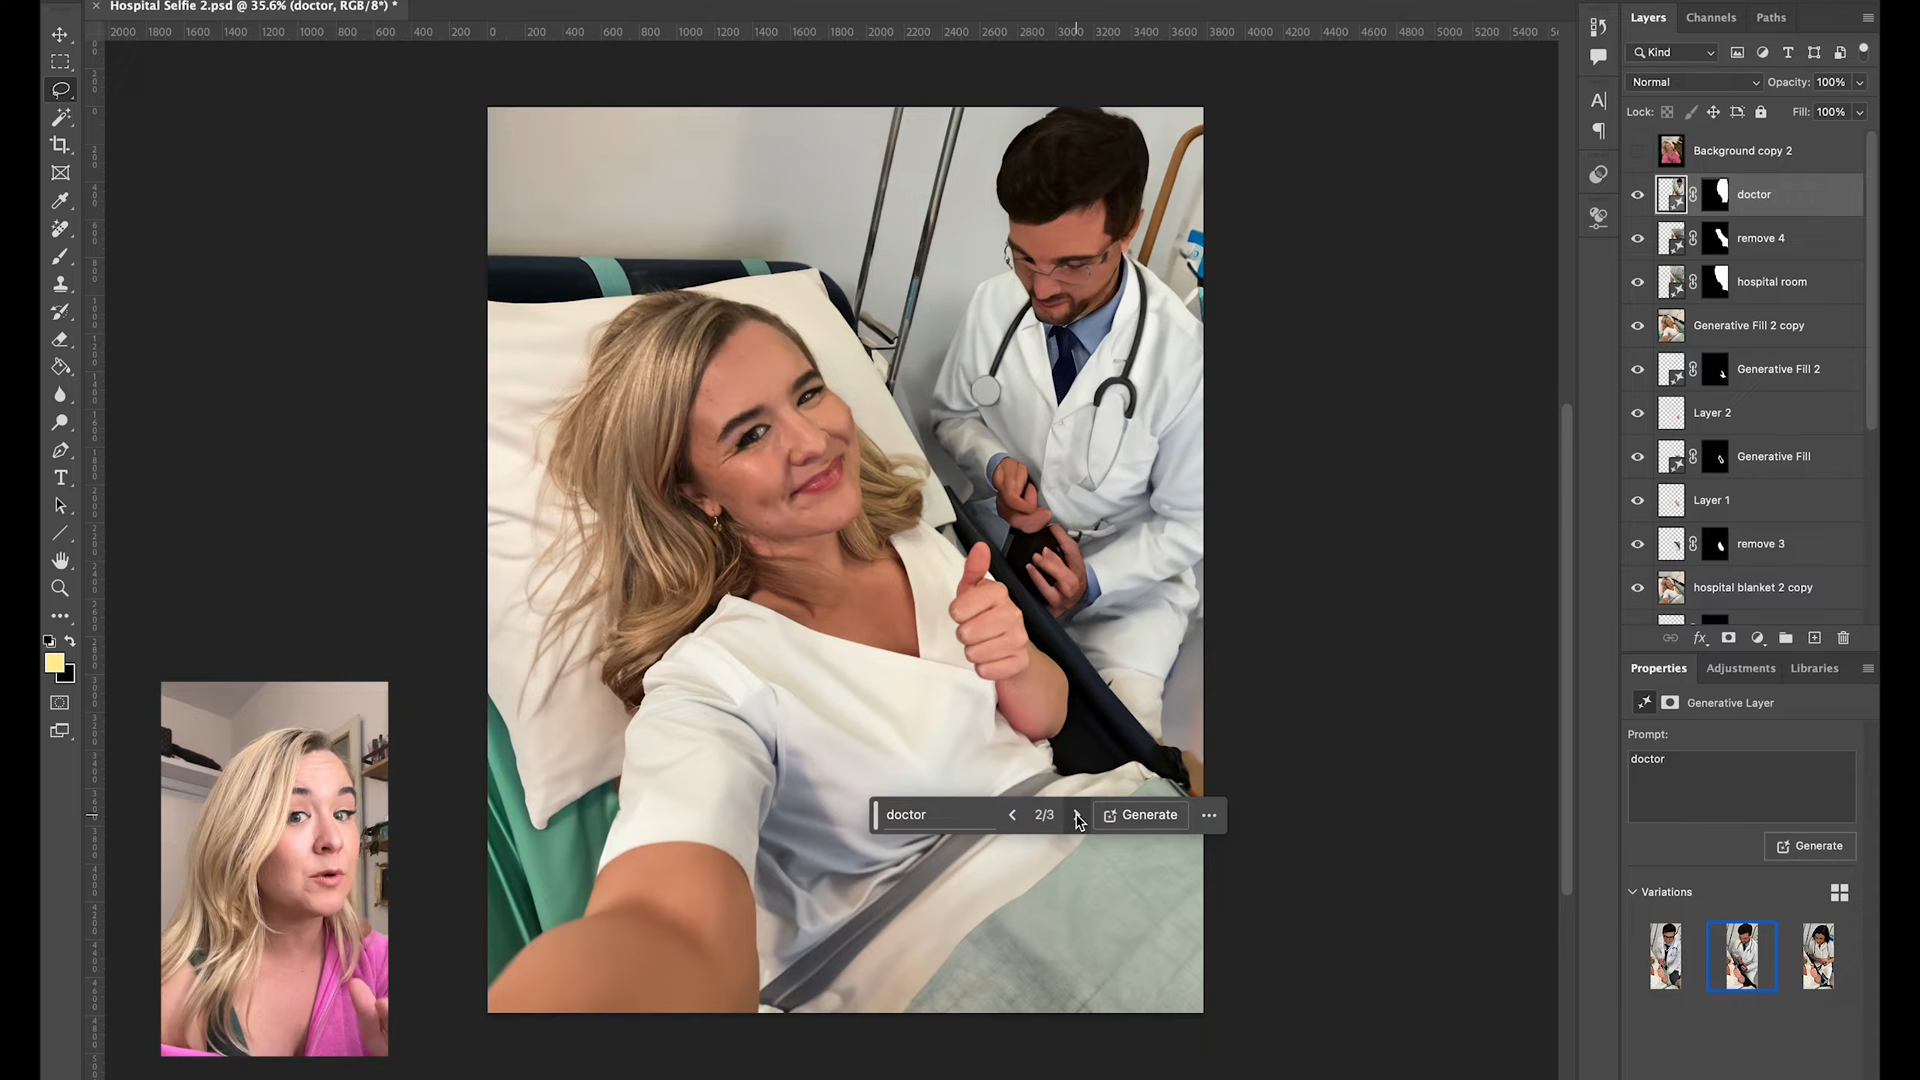 Hospital Selfie 2.psd @ 35.6% (doctor, RGB/8*) *
2000 1800 1600 1400 1200 1000 800 600 400 200 0 200 400 600 800 1000 1200 1400 1600 1800 2000 2200 2400 2600 2800 3000 3200 3400 3600 3800 4000 4200 4400 4600 4800 5000 5200 5400
Layers Channels Paths
Kind
Normal Opacity: 100%
Lock: Fill: 100%
Background copy 2
doctor
remove 4
hospital room
Generative Fill 2 copy
Generative Fill 2
Layer 2
Generative Fill
Layer 1
remove 3
hospital blanket 2 copy
fx
Properties Adjustments Libraries
Generative Layer
Prompt:
doctor
Generate
Variations
doctor 2/3 Generate